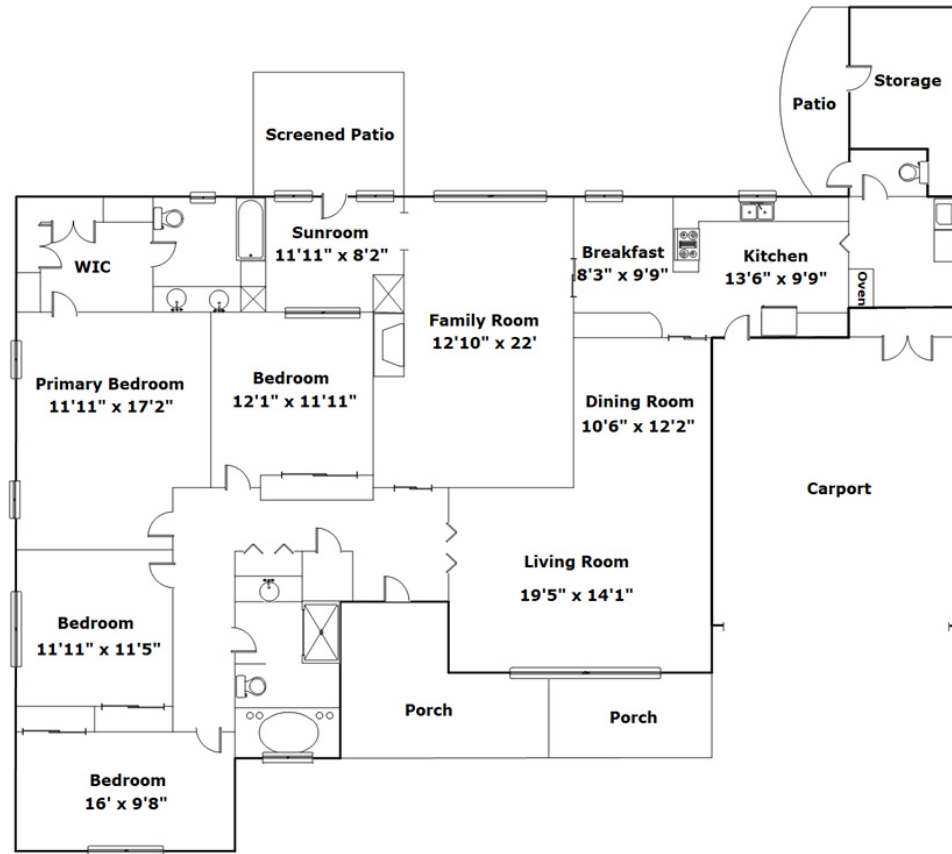 Storage
Patio
Screened Patio
Sunroom
11'11" x 8'2"
Breakfast
8'3" x 9'9"
Kitchen
13'6" x 9'9"
WIC
Oven
Family Room
12'10" x 22'
Primary Bedroom
11'11" x 17'2"
Bedroom
12'1" x 11'11"
Dining Room
10'6" x 12'2"
Carport
Living Room
19'5" x 14'1"
Bedroom
11'11" x 11'5"
Porch
Porch
Bedroom
16' x 9'8"